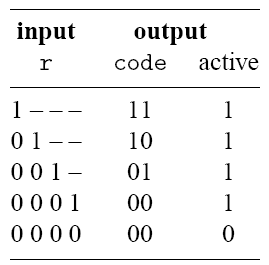 input output
r code active
1 – – – 11 1
0 1 – – 10 1
0 0 1 – 01 1
0 0 0 1 00 1
0 0 0 0 00 0